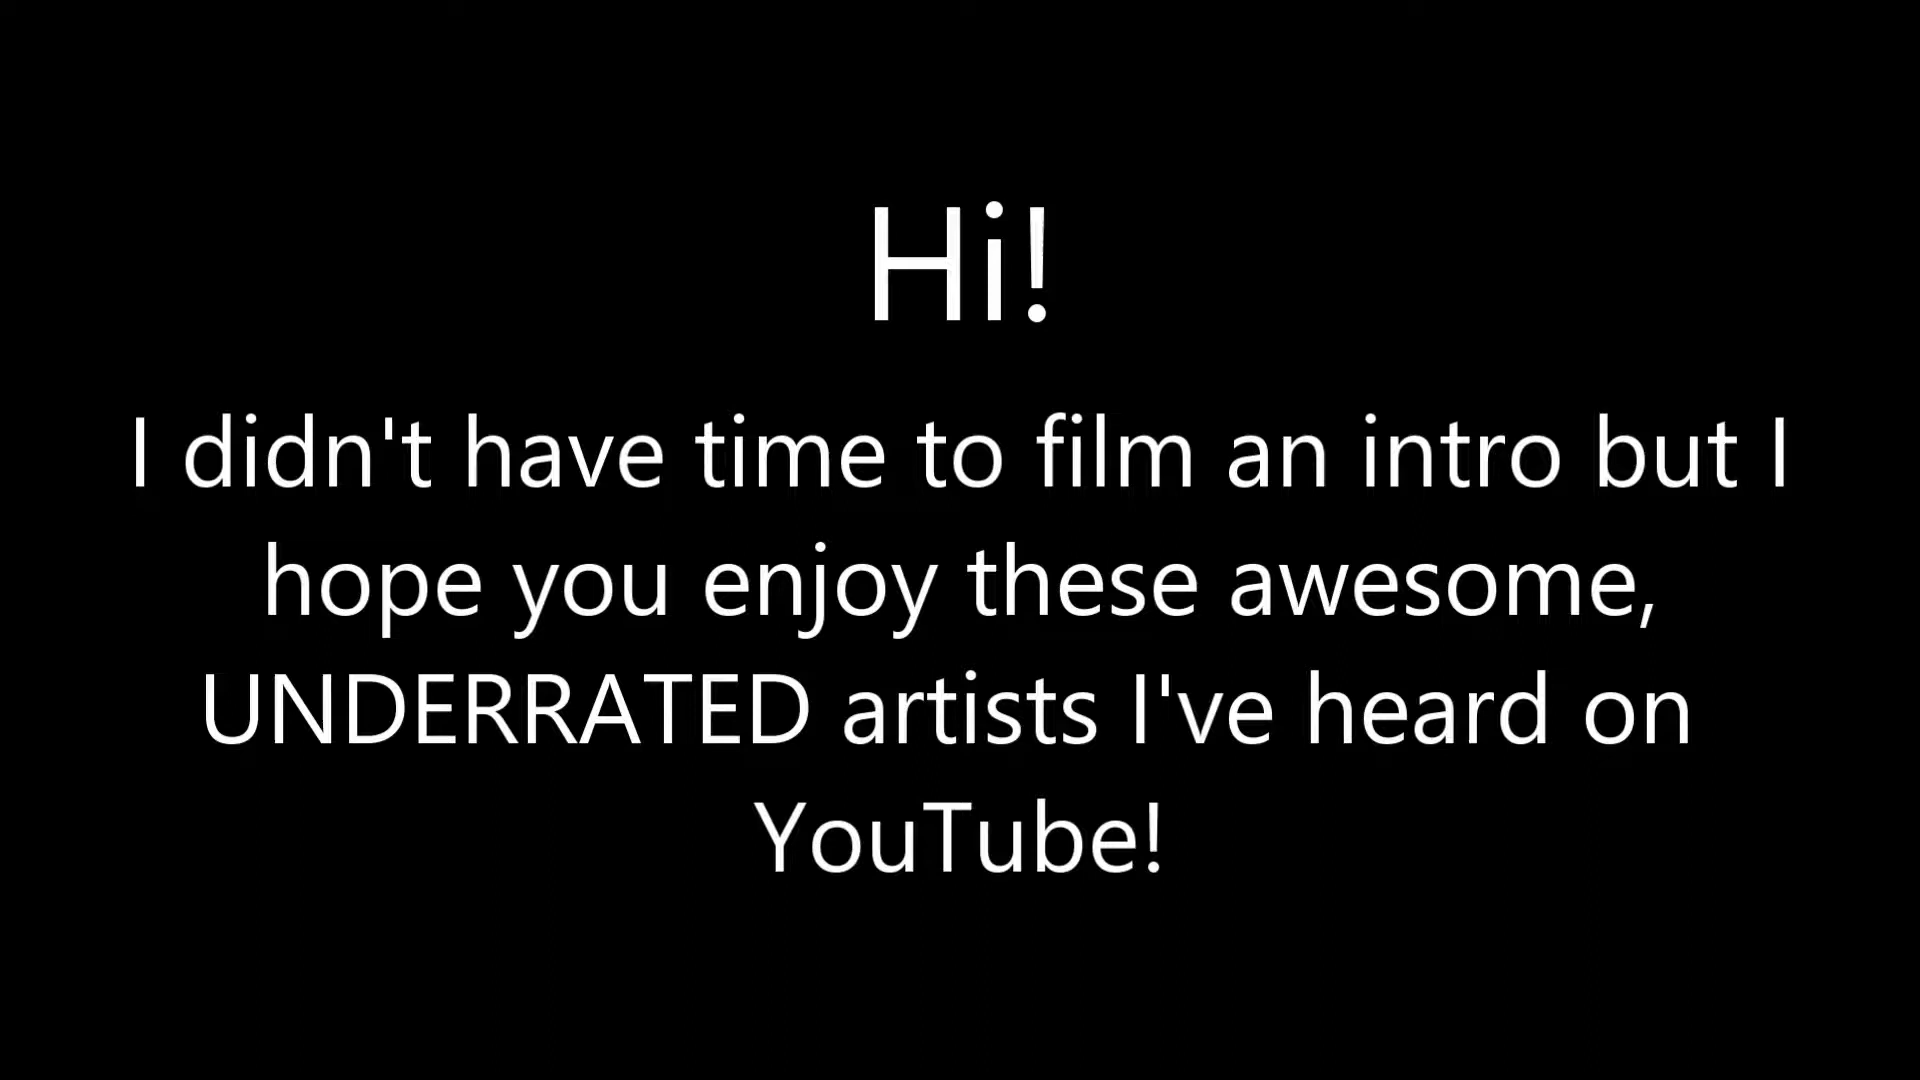 Hi!
I didn't have time to film an intro but I
hope you enjoy these awesome,
UNDERRATED artists I've heard on
YouTube!